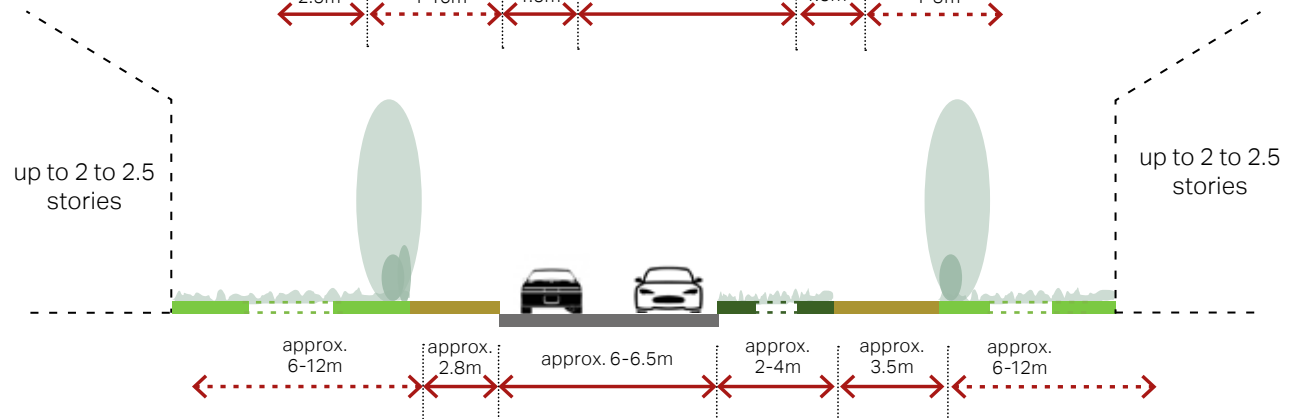 up to 2 to 2.5
stories
up to 2 to 2.5
stories
approx.
6-12m
approx.
2.8m
approx. 6-6.5m
approx.
2-4m
approx.
3.5m
approx.
6-12m